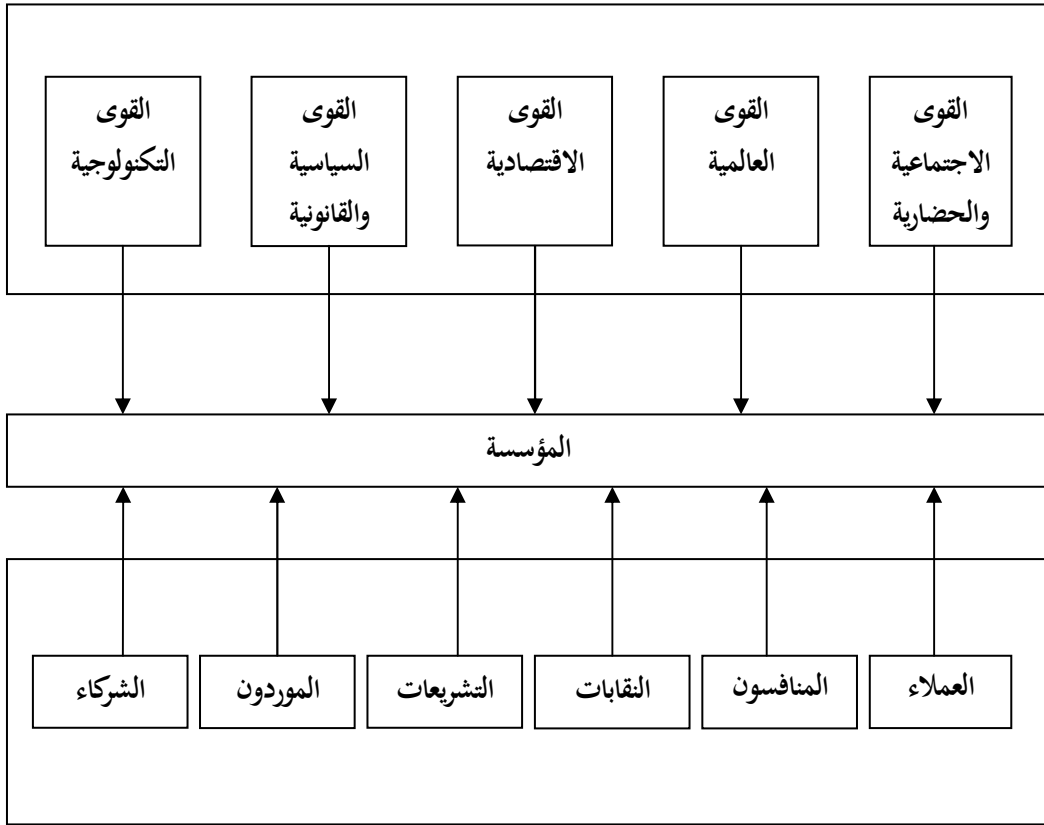 القوى
الاجتماعية
والحضارية
القوى
العالمية
القوى
الاقتصادية
القوى
السياسية
والقانونية
القوى
التكنولوجية
المؤسسة
العملاء
المنافسون
النقابات
التشريعات
الموردون
الشركاء